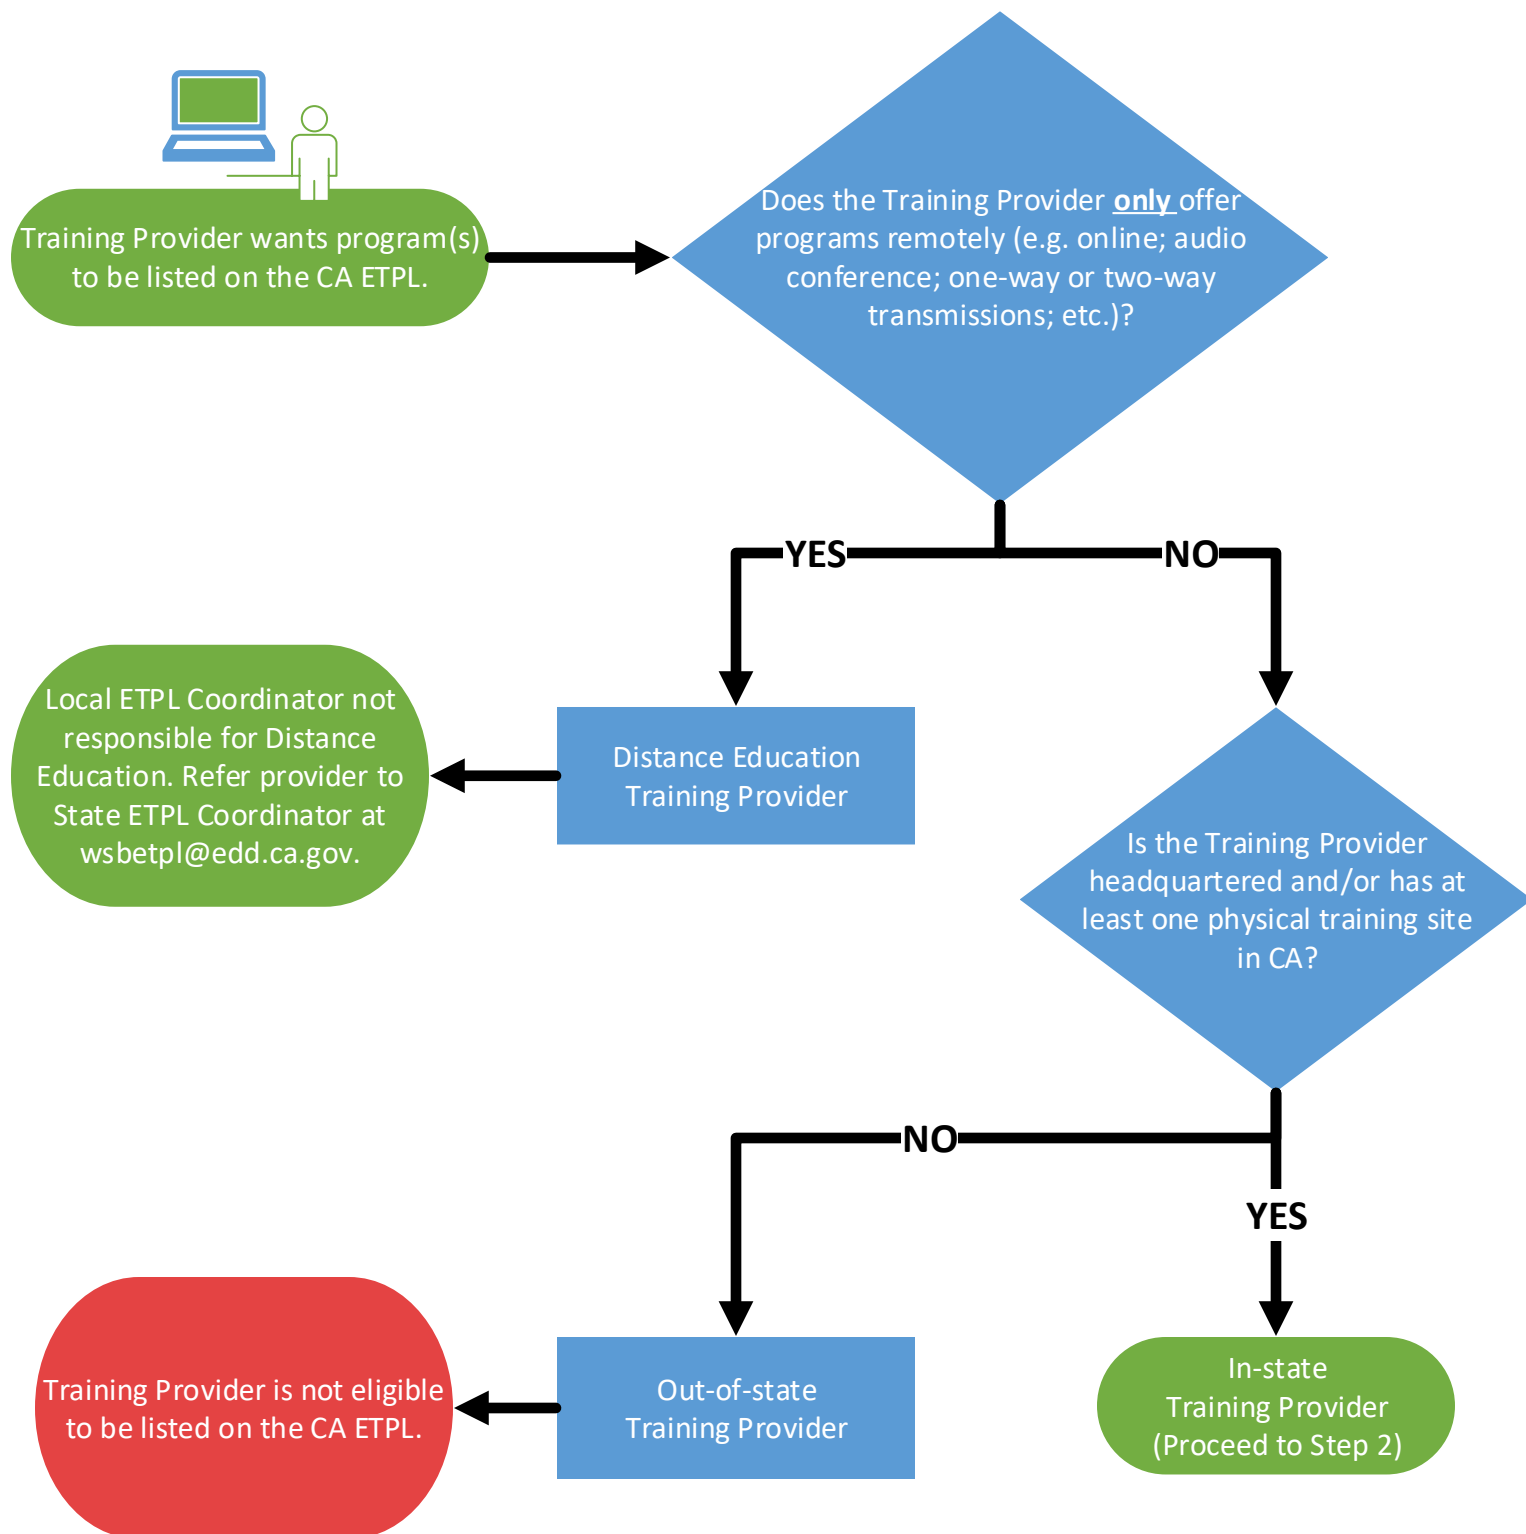 Training Provider wants program(s)
to be listed on the CA ETPL.
Does the Training Provider only offer
programs remotely (e.g. online; audio
conference; one-way or two-way
transmissions; etc.)?
YES
NO
Local ETPL Coordinator not
responsible for Distance
Education. Refer provider to
State ETPL Coordinator at
wsbetpl@edd.ca.gov.
Distance Education
Training Provider
Is the Training Provider
headquartered and/or has at
least one physical training site
in CA?
NO
YES
Training Provider is not eligible
to be listed on the CA ETPL.
Out-of-state
Training Provider
In-state
Training Provider
(Proceed to Step 2)